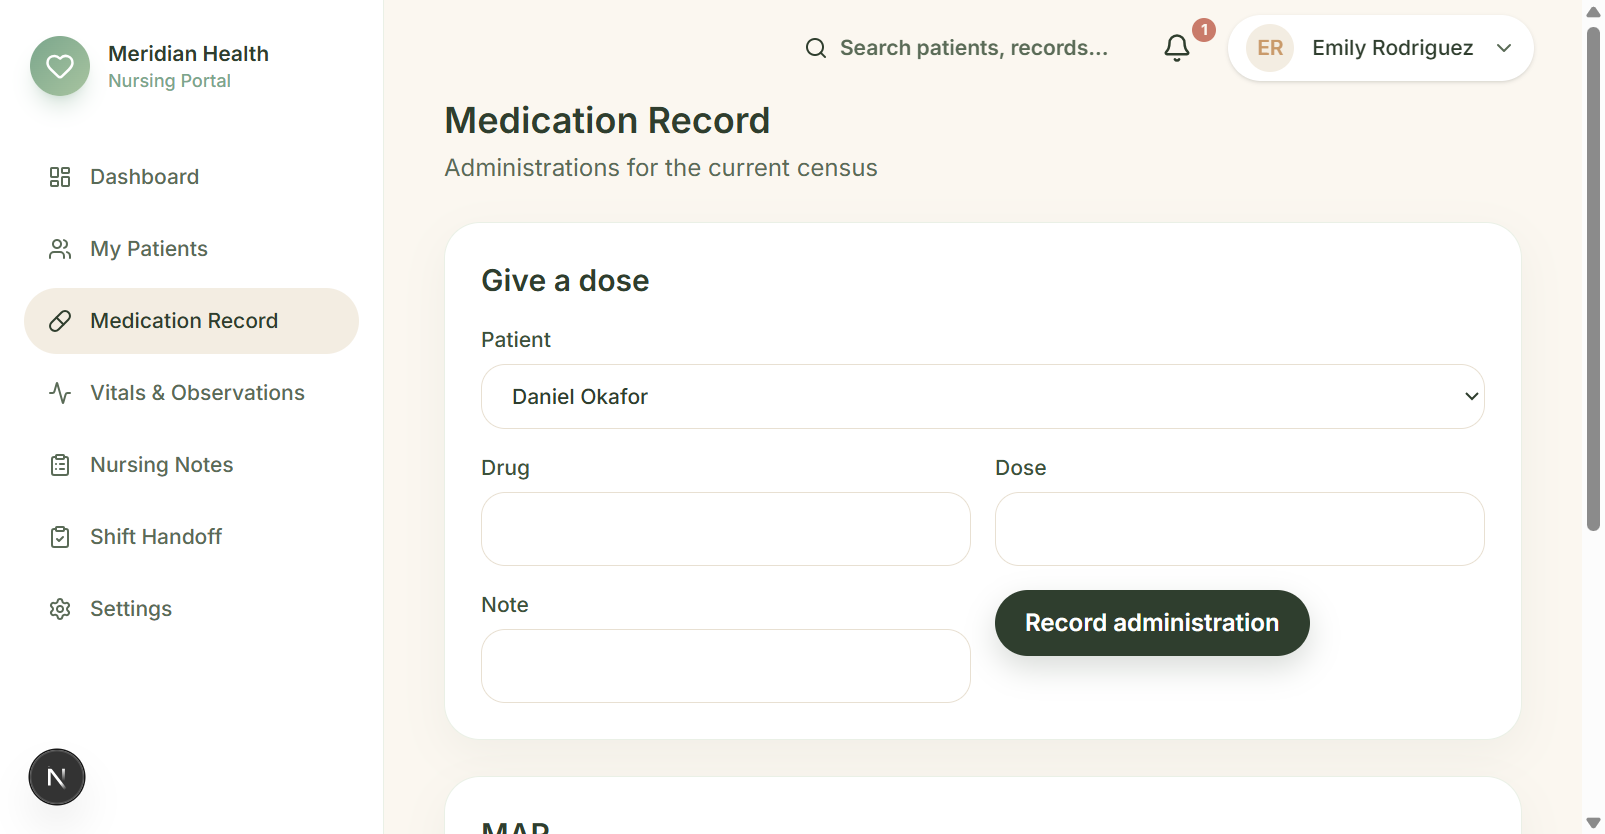 Meridian Health
Nursing Portal
Dashboard
My Patients
Medication Record
Vitals & Observations
Nursing Notes
Shift Handoff
Settings
N
Search patients, records...
1
ER
Emily Rodriguez
Medication Record
Administrations for the current census
Give a dose
Patient
Daniel Okafor
Drug
Dose
Note
Record administration
MAR